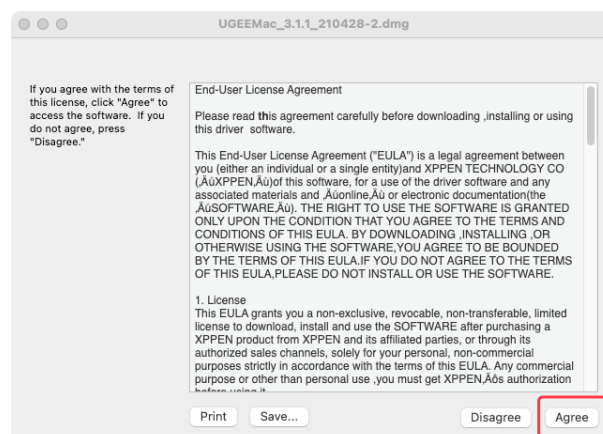 UGEEMac_3.1.1_210428-2.dmg
If you agree with the terms of
this license, click "Agree" to
access the software. If you
do not agree, press
"Disagree."
End-User License Agreement
Please read this agreement carefully before downloading ,installing or using
this driver software.
This End-User License Agreement ("EULA") is a legal agreement between
you (either an individual or a single entity)and XPPEN TECHNOLOGY CO
(‚ÄúXPPEN‚Äù)of this software, for a use of the driver software and any
associated materials and ‚Äúonline‚Äù or electronic documentation(the
‚ÄúSOFTWARE‚Äù). THE RIGHT TO USE THE SOFTWARE IS GRANTED
ONLY UPON THE CONDITION THAT YOU AGREE TO THE TERMS AND
CONDITIONS OF THIS EULA. BY DOWNLOADING ,INSTALLING ,OR
OTHERWISE USING THE SOFTWARE,YOU AGREE TO BE BOUNDED
BY THE TERMS OF THIS EULA.IF YOU DO NOT AGREE TO THE TERMS
OF THIS EULA,PLEASE DO NOT INSTALL OR USE THE SOFTWARE.
1. License
This EULA grants you a non-exclusive, revocable, non-transferable, limited
license to download, install and use the SOFTWARE after purchasing a
XPPEN product from XPPEN and its affiliated parties, or through its
authorized sales channels, solely for your personal, non-commercial
purposes strictly in accordance with the terms of this EULA. Any commercial
purpose or other than personal use ,you must get XPPEN‚Äôs authorization
before using it
Print
Save...
Disagree
Agree